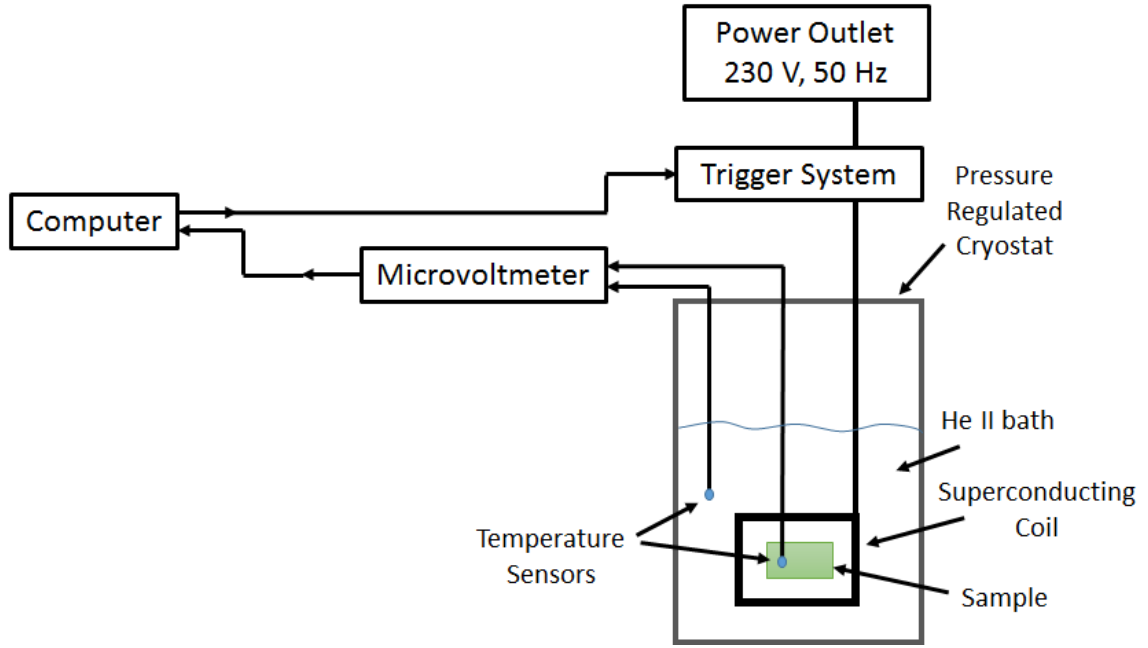 Power Outlet
230 V, 50 Hz
Trigger System
Pressure
Regulated
Cryostat
Computer
Microvoltmeter
He II bath
Superconducting
Coil
Temperature
Sensors
Sample